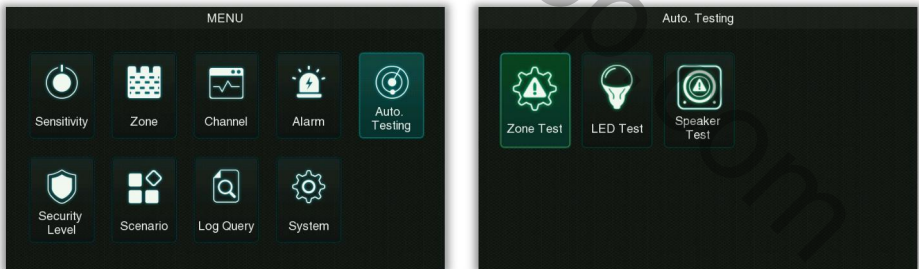 MENU
Sensitivity
Zone
Channel
Alarm
Auto.
Testing
Security
Level
Scenario
Log Query
System
Auto. Testing
Zone Test
LED Test
Speaker
Test